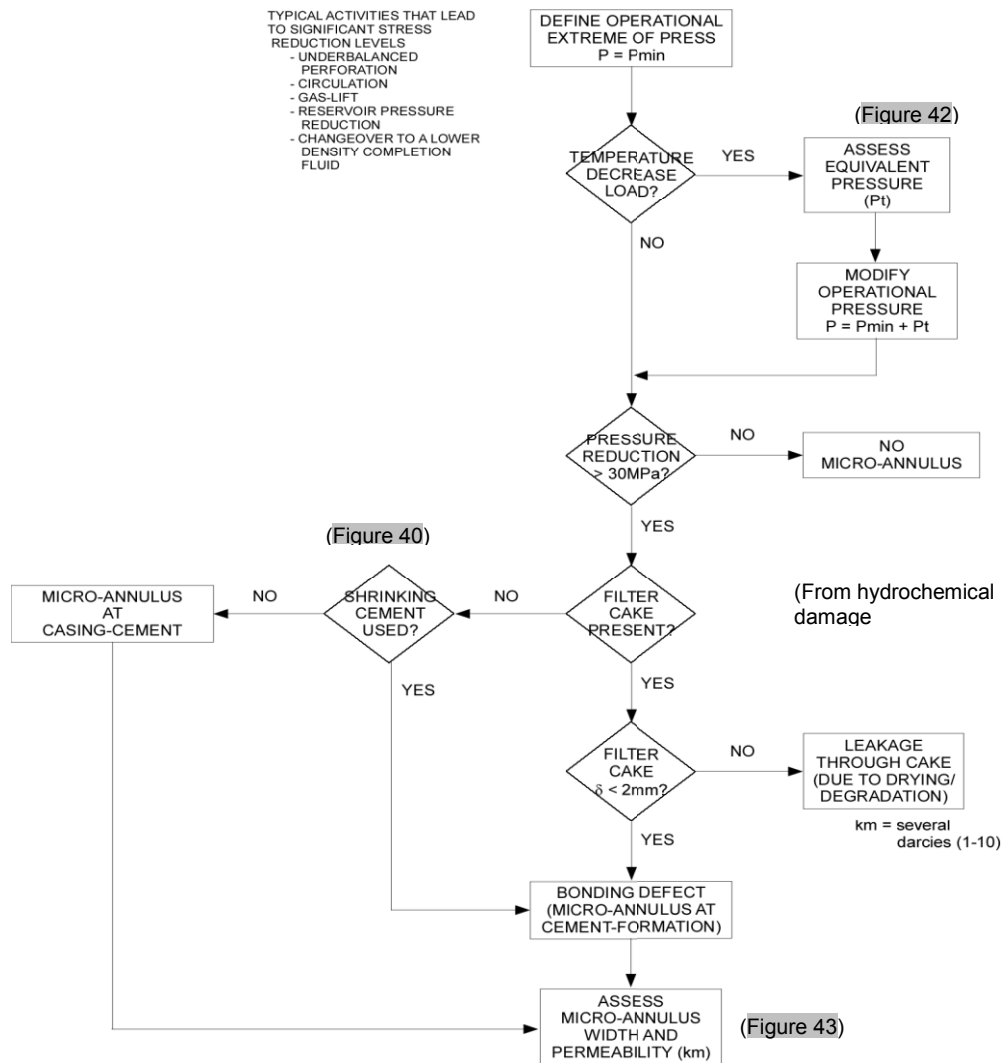 TYPICAL ACTIVITIES THAT LEAD
TO SIGNIFICANT STRESS
REDUCTION LEVELS
- UNDERBALANCED
PERFORATION
- CIRCULATION
- GAS-LIFT
- RESERVOIR PRESSURE
REDUCTION
- CHANGEOVER TO A LOWER
DENSITY COMPLETION
FLUID
DEFINE OPERATIONAL
EXTREME OF PRESS
P = Pmin
(Figure 42)
TEMPERATURE
DECREASE
LOAD?
YES
ASSESS
EQUIVALENT
PRESSURE
(Pt)
NO
MODIFY
OPERATIONAL
PRESSURE
P = Pmin + Pt
PRESSURE
REDUCTION
> 30MPa?
NO
NO
MICRO-ANNULUS
YES
(Figure 40)
MICRO-ANNULUS
AT
CASING-CEMENT
NO
SHRINKING
CEMENT
USED?
NO
FILTER
CAKE
PRESENT?
(From hydrochemical
damage
YES
YES
FILTER
CAKE
δ < 2mm?
NO
LEAKAGE
THROUGH CAKE
(DUE TO DRYING/
DEGRADATION)
km = several
darcies (1-10)
YES
BONDING DEFECT
(MICRO-ANNULUS AT
CEMENT-FORMATION)
ASSESS
MICRO-ANNULUS
WIDTH AND
PERMEABILITY (km)
(Figure 43)